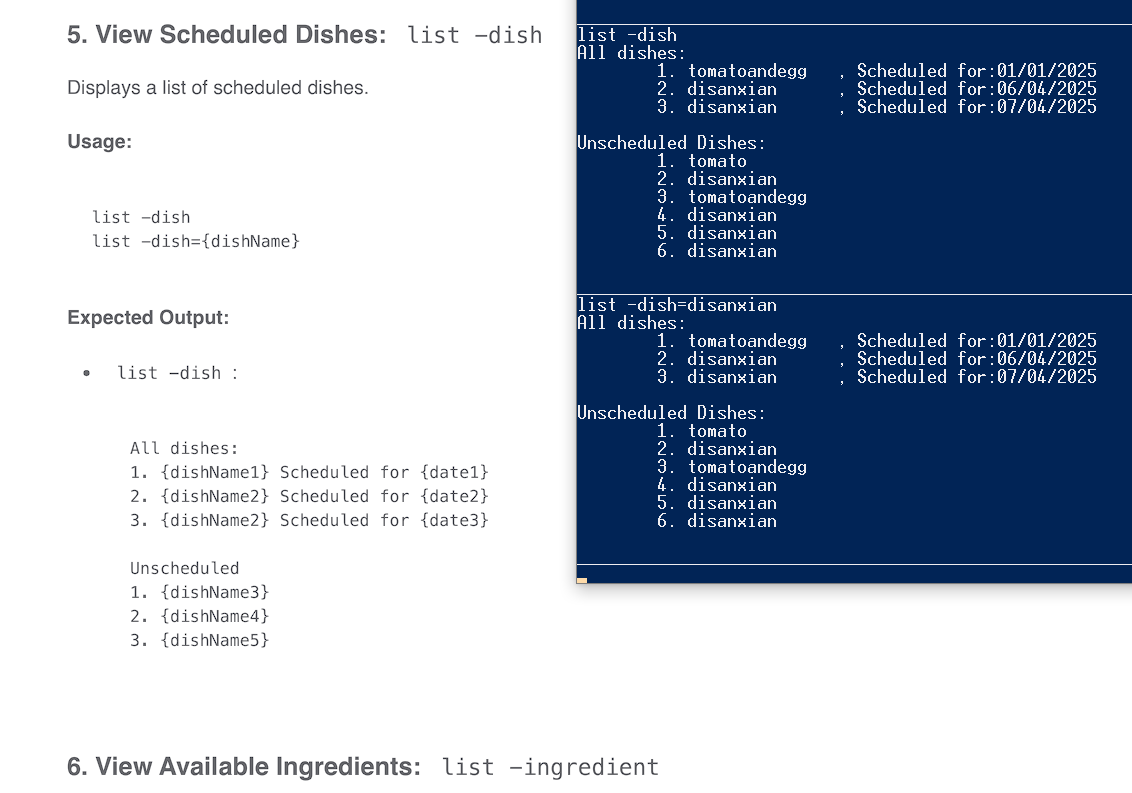 5. View Scheduled Dishes: list -dish
Displays a list of scheduled dishes.
Usage:
list -dish
list -dish={dishName}
Expected Output:
• list -dish :
All dishes:
1. {dishName1} Scheduled for {date1}
2. {dishName2} Scheduled for {date2}
3. {dishName2} Scheduled for {date3}
Unscheduled
1. {dishName3}
2. {dishName4}
3. {dishName5}
6. View Available Ingredients: list -ingredient
list -dish
All dishes:
1. tomatoandegg , Scheduled for:01/01/2025
2. disanxian , Scheduled for:06/04/2025
3. disanxian , Scheduled for:07/04/2025
Unscheduled Dishes:
1. tomato
2. disanxian
3. tomatoandegg
4. disanxian
5. disanxian
6. disanxian
list -dish=disanxian
All dishes:
1. tomatoandegg , Scheduled for:01/01/2025
2. disanxian , Scheduled for:06/04/2025
3. disanxian , Scheduled for:07/04/2025
Unscheduled Dishes:
1. tomato
2. disanxian
3. tomatoandegg
4. disanxian
5. disanxian
6. disanxian